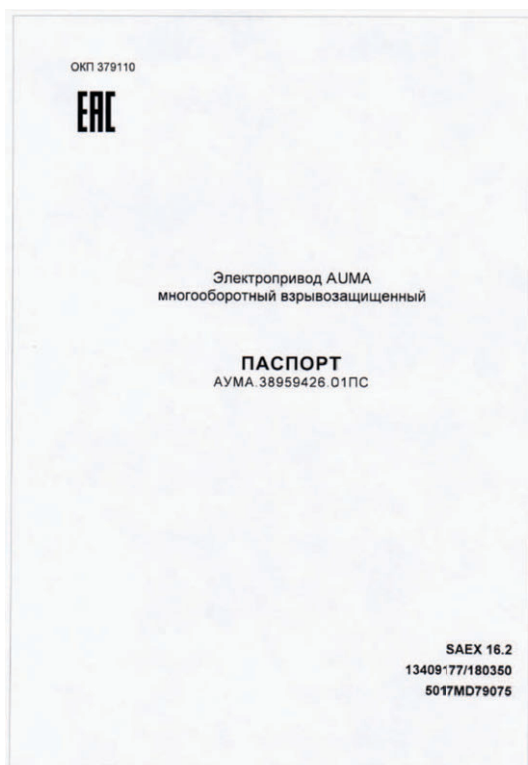 ОКП 379110
ЕАС
Электропривод AUMA
многооборотный взрывозащищенный
ПАСПОРТ
АУМА.38959426.01ПС
SAEX 16.2
13409177/180350
5017MD79075